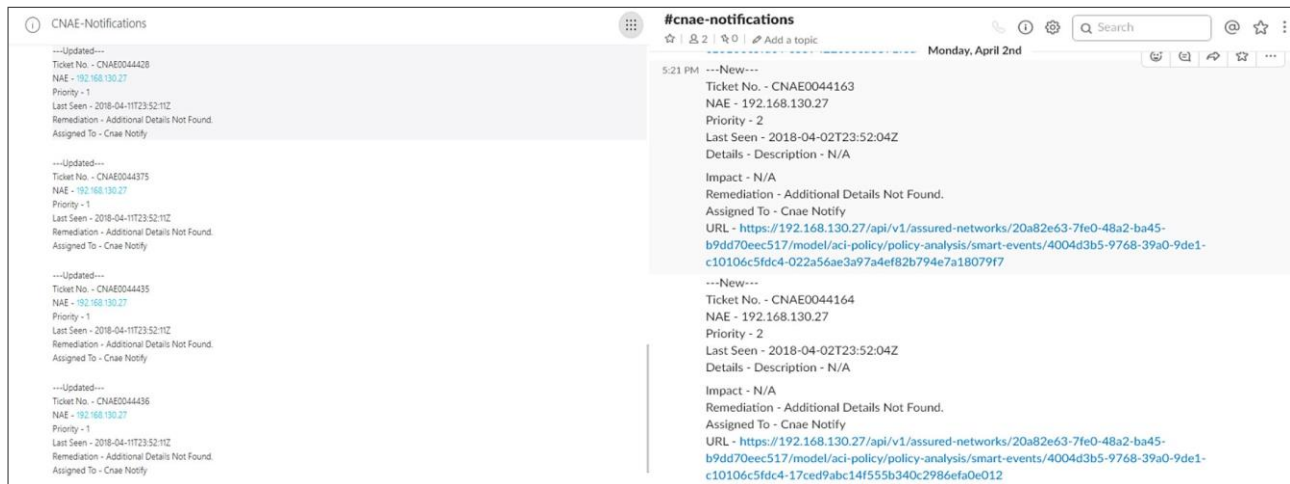 CNAE-Notifications
---Updated---
Ticket No. - CNAE0044428
NAE - 192.168.130.27
Priority - 1
Last Seen - 2018-04-11T23:52:11Z
Remediation - Additional Details Not Found.
Assigned To - Cnae Notify
---Updated---
Ticket No. - CNAE0044375
NAE - 192.168.130.27
Priority - 1
Last Seen - 2018-04-11T23:52:11Z
Remediation - Additional Details Not Found.
Assigned To - Cnae Notify
---Updated---
Ticket No. - CNAE0044435
NAE - 192.168.130.27
Priority - 1
Last Seen - 2018-04-11T23:52:11Z
Remediation - Additional Details Not Found.
Assigned To - Cnae Notify
---Updated---
Ticket No. - CNAE0044436
NAE - 192.168.130.27
Priority - 1
Last Seen - 2018-04-11T23:52:11Z
Remediation - Additional Details Not Found.
Assigned To - Cnae Notify
#cnae-notifications
2 | 0 | Add a topic
Search
Monday, April 2nd
5:21 PM ---New---
Ticket No. - CNAE0044163
NAE - 192.168.130.27
Priority - 2
Last Seen - 2018-04-02T23:52:04Z
Details - Description - N/A
Impact - N/A
Remediation - Additional Details Not Found.
Assigned To - Cnae Notify
URL - https://192.168.130.27/api/v1/assured-networks/20a82e63-7fe0-48a2-ba45-
b9dd70eec517/model/aci-policy/policy-analysis/smart-events/4004d3b5-9768-39a0-9de1-
c10106c5fdc4-022a56ae3a97a4ef82b794e7a18079f7
---New---
Ticket No. - CNAE0044164
NAE - 192.168.130.27
Priority - 2
Last Seen - 2018-04-02T23:52:04Z
Details - Description - N/A
Impact - N/A
Remediation - Additional Details Not Found.
Assigned To - Cnae Notify
URL - https://192.168.130.27/api/v1/assured-networks/20a82e63-7fe0-48a2-ba45-
b9dd70eec517/model/aci-policy/policy-analysis/smart-events/4004d3b5-9768-39a0-9de1-
c10106c5fdc4-17ced9abc14f555b340c2986efa0e012